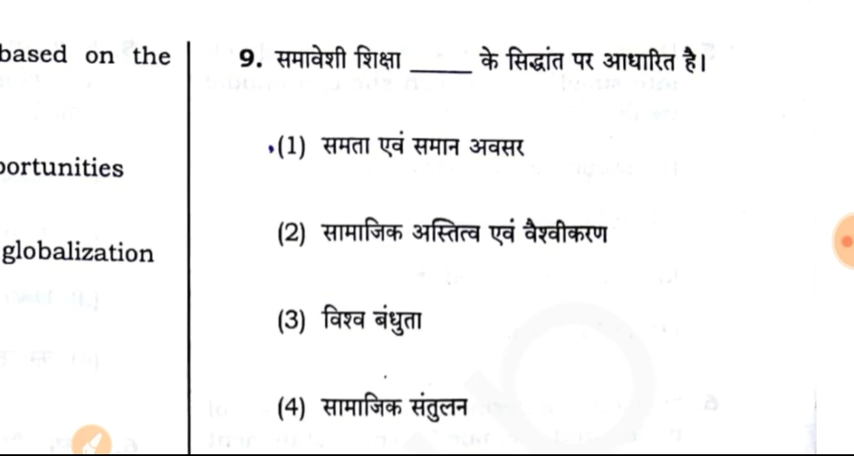 based on the
portunities
globalization
9. समावेशी शिक्षा ______ के सिद्धांत पर आधारित है।
(1) समता एवं समान अवसर
(2) सामाजिक अस्तित्व एवं वैश्वीकरण
(3) विश्व बंधुता
(4) सामाजिक संतुलन